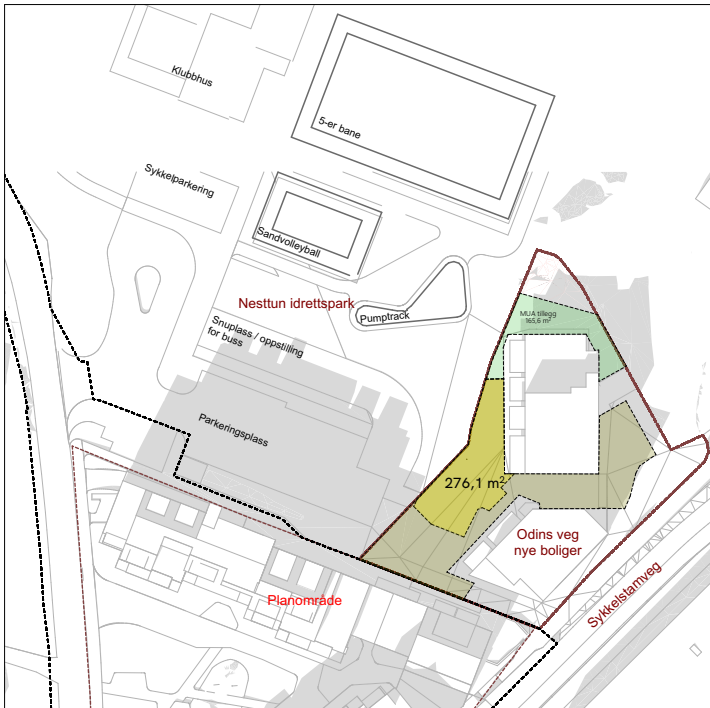 Klubbhus
5-er bane
Sykkelparkering
Sandvolleyball
Nesttun idrettspark
Pumptrack
MUA tillegg
165,6 m²
Snuplass / oppstilling
for buss
Parkeringsplass
276,1 m²
Odins veg
nye boliger
Planområde
Sykkelstamveg